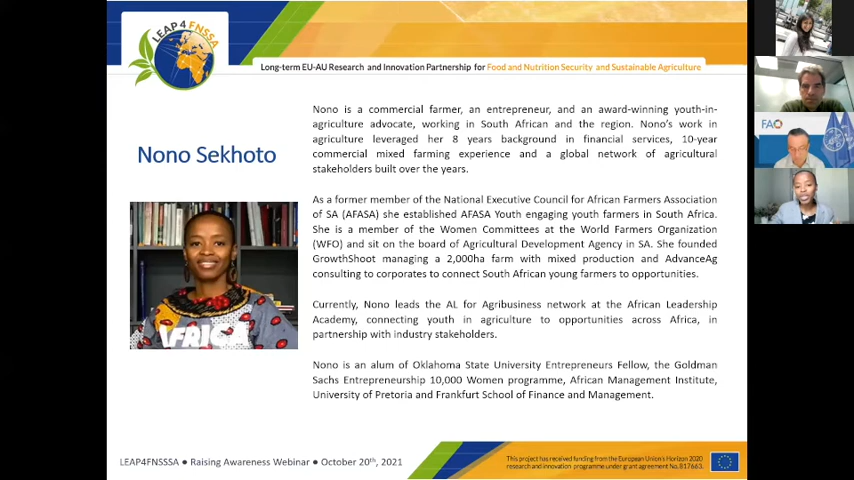 LEAP4FNSSA
Long-term EU-AU Research and Innovation Partnership for Food and Nutrition Security and Sustainable Agriculture
Nono Sekhoto
Nono is a commercial farmer, an entrepreneur, and an award-winning youth-in-
agriculture advocate, working in South African and the region. Nono's work in
agriculture leveraged her 8 years background in financial services, 10-year
commercial mixed farming experience and a global network of agricultural
stakeholders built over the years.
As a former member of the National Executive Council for African Farmers Association
of SA (AFASA) she established AFASA Youth engaging youth farmers in South Africa.
She is a member of the Women Committees at the World Farmers Organization
(WFO) and sit on the board of Agricultural Development Agency in SA. She founded
GrowthShoot managing a 2,000ha farm with mixed production and AdvanceAg
consulting to corporates to connect South African young farmers to opportunities.
Currently, Nono leads the AL for Agribusiness network at the African Leadership
Academy, connecting youth in agriculture to opportunities across Africa, in
partnership with industry stakeholders.
Nono is an alum of Oklahoma State University Entrepreneurs Fellow, the Goldman
Sachs Entrepreneurship 10,000 Women programme, African Management Institute,
University of Pretoria and Frankfurt School of Finance and Management.
AFRICA
FAO
LEAP4FNSSSA ● Raising Awareness Webinar ● October 20th, 2021
This project has received funding from the European Union's Horizon 2020
research and innovation programme under grant agreement No. 817663.